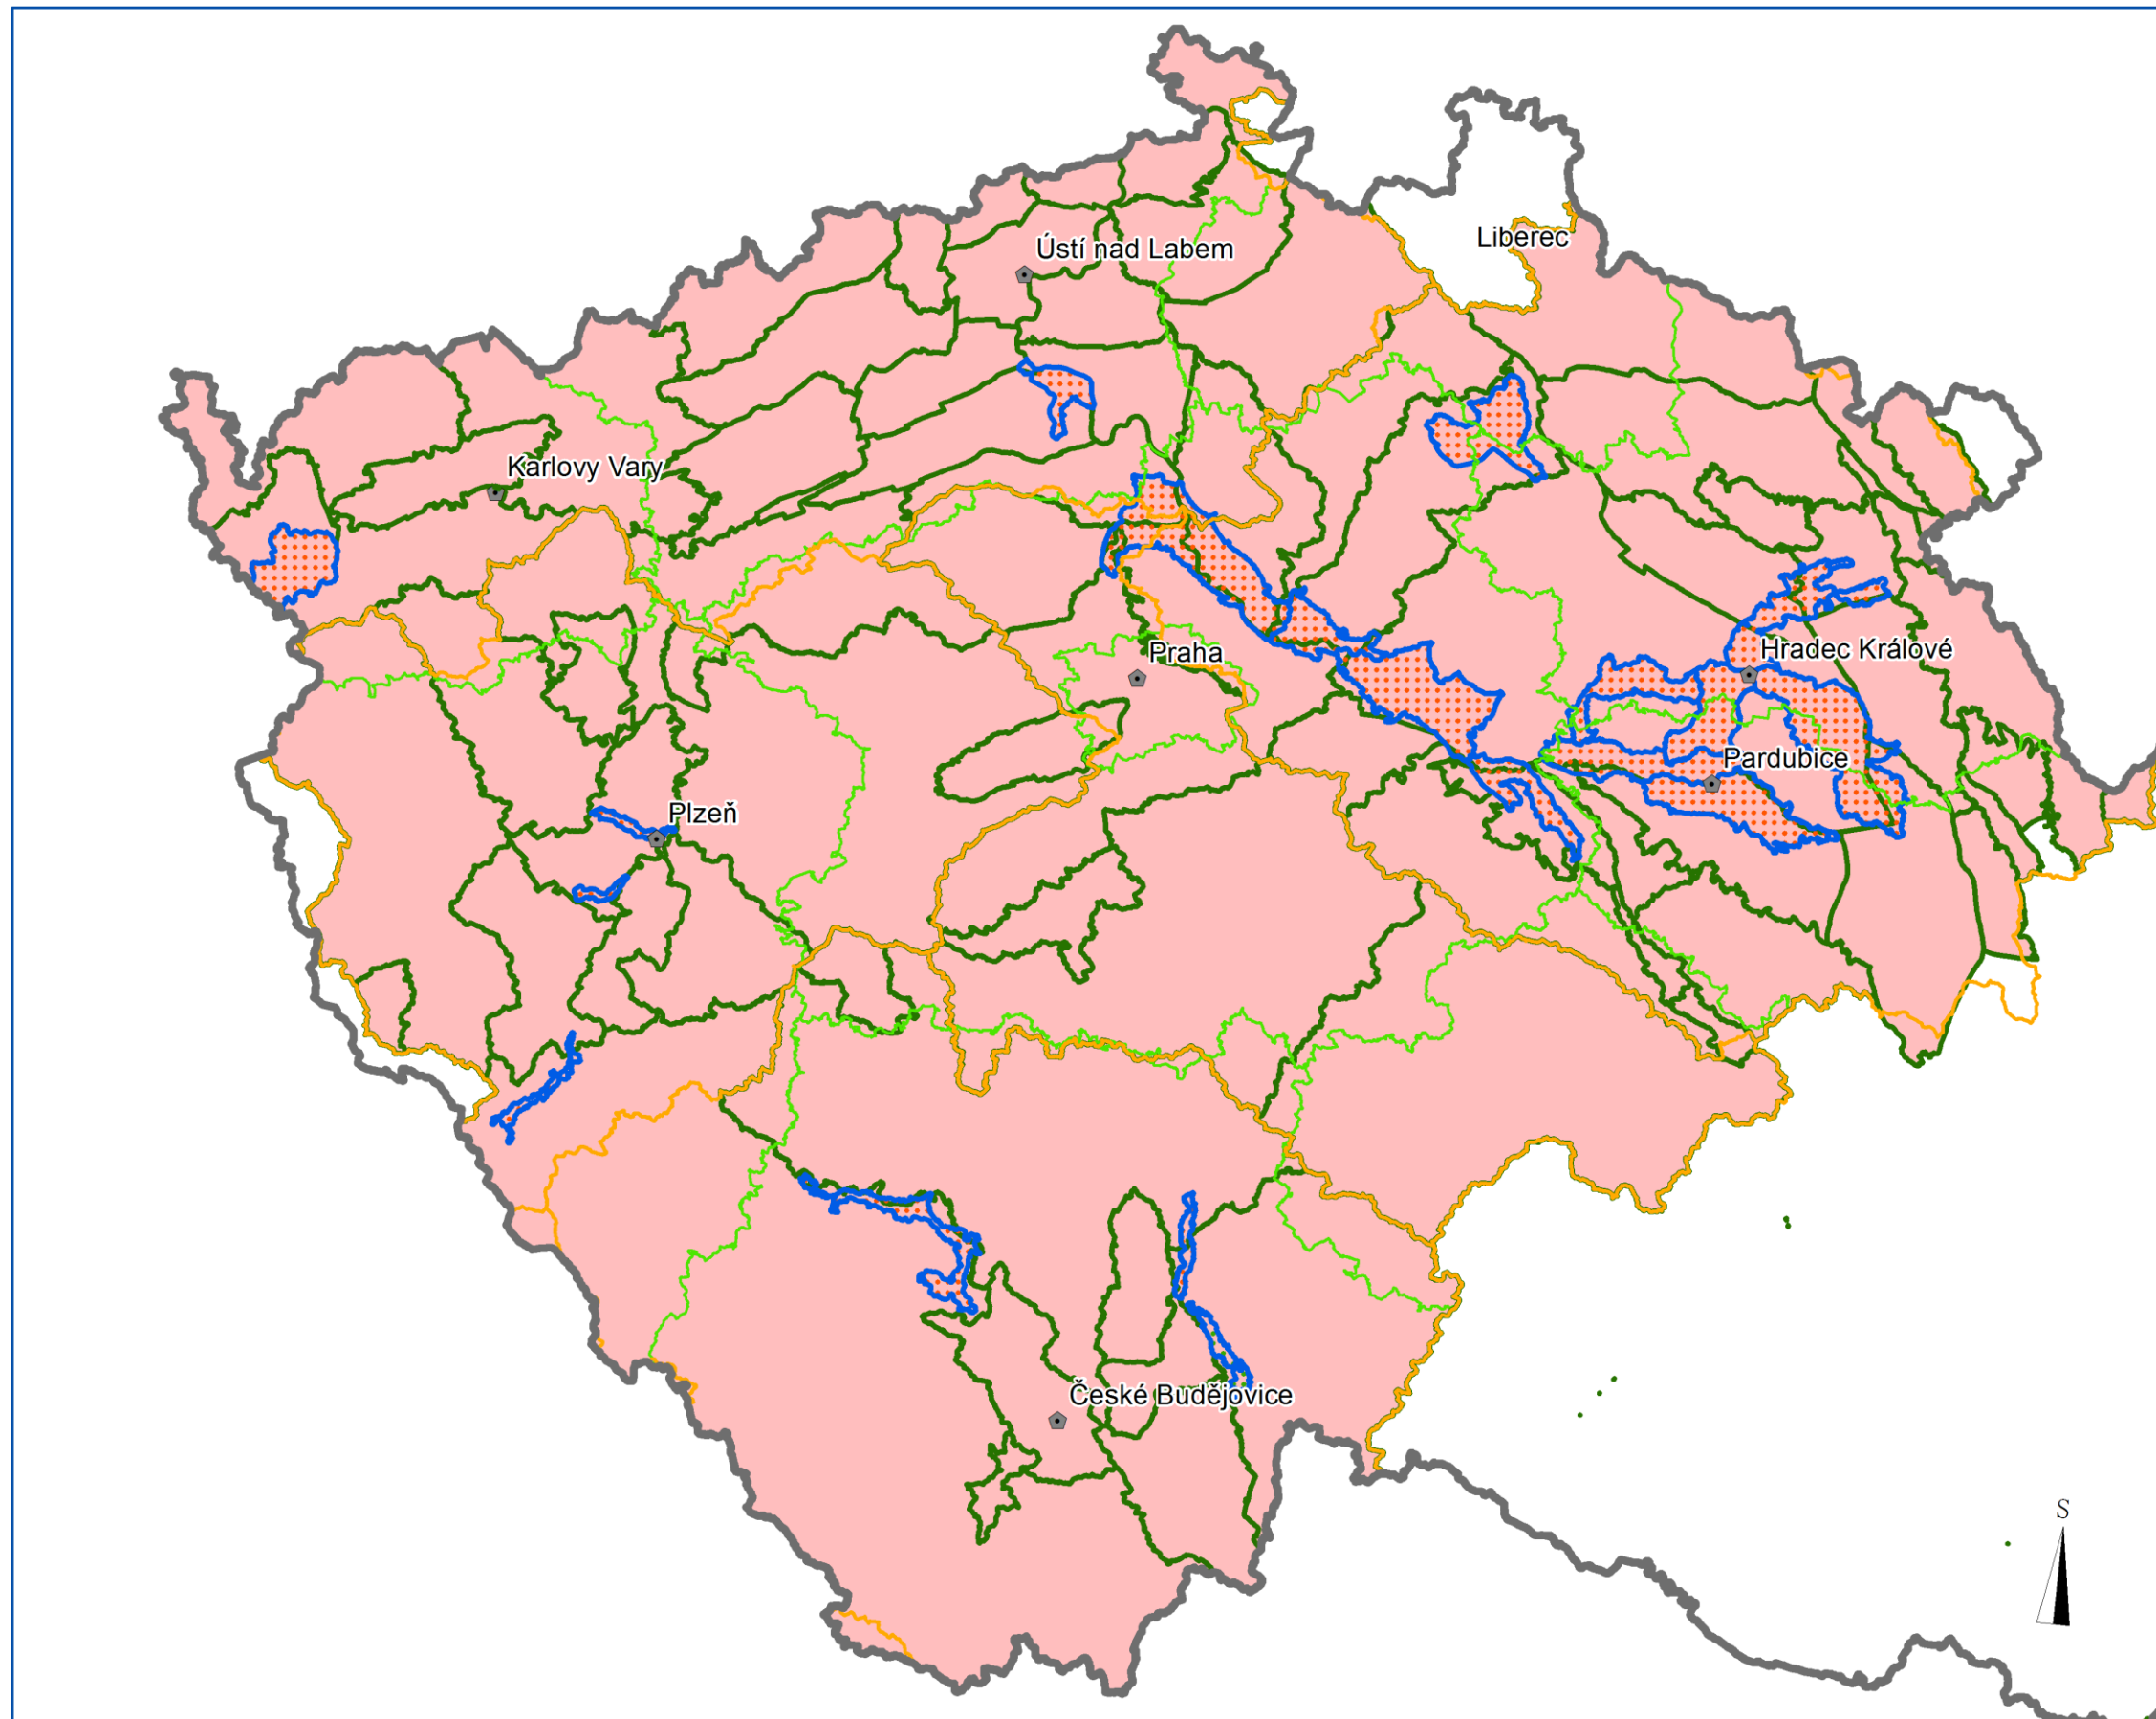 Liberec
Ústí nad Labem
Karlovy Vary
Praha
Hradec Králové
Pardubice
Plzeň
České Budějovice
S